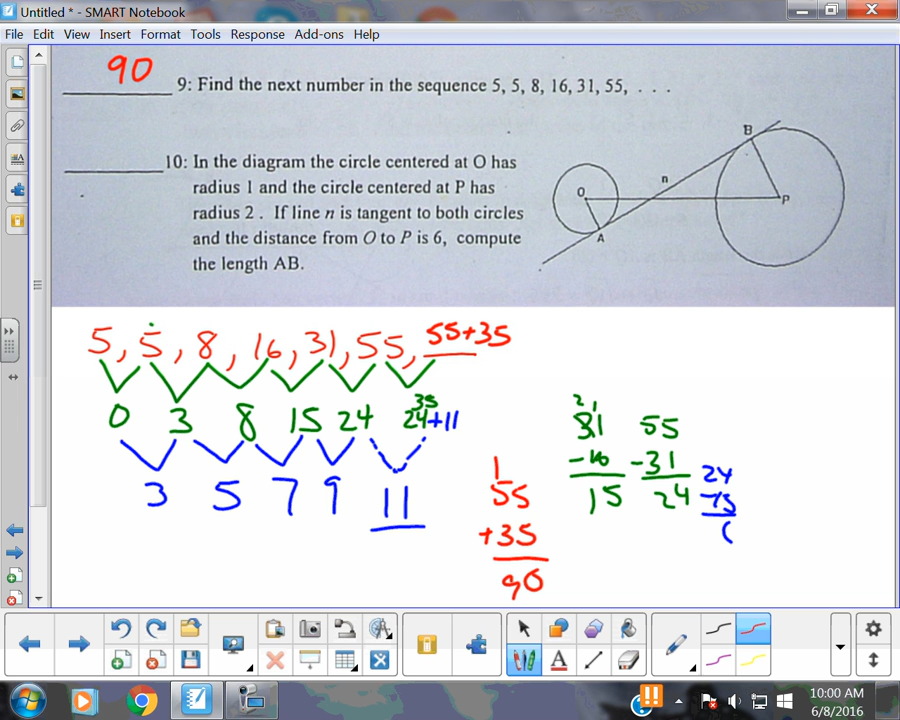 Untitled * - SMART Notebook
File Edit View Insert Format Tools Response Add-ons Help
90
9: Find the next number in the sequence 5, 5, 8, 16, 31, 55, . . .
10: In the diagram the circle centered at O has
radius 1 and the circle centered at P has
radius 2 . If line n is tangent to both circles
and the distance from O to P is 6, compute
the length AB.
B
n
O
P
A
5, 5, 8, 16, 31, 55, 55+35
0 3 8 15 24 24+11
35
3 5 7 9 11
1
55
+35
90
2 1
31
-16
15
55
-31
24
24
-15
A
10:00 AM
6/8/2016